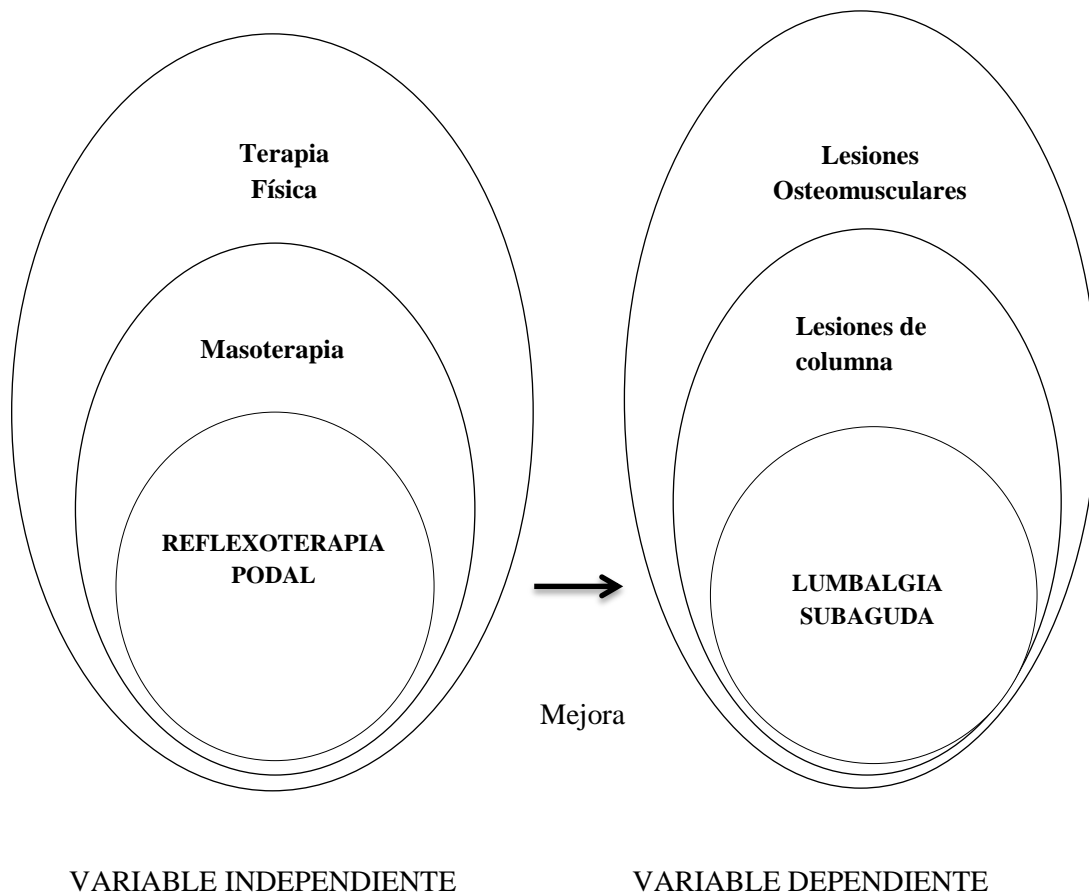 Terapia
Física
Masoterapia
REFLEXOTERAPIA
PODAL
Mejora
Lesiones
Osteomusculares
Lesiones de
columna
LUMBALGIA
SUBAGUDA
VARIABLE INDEPENDIENTE
VARIABLE DEPENDIENTE